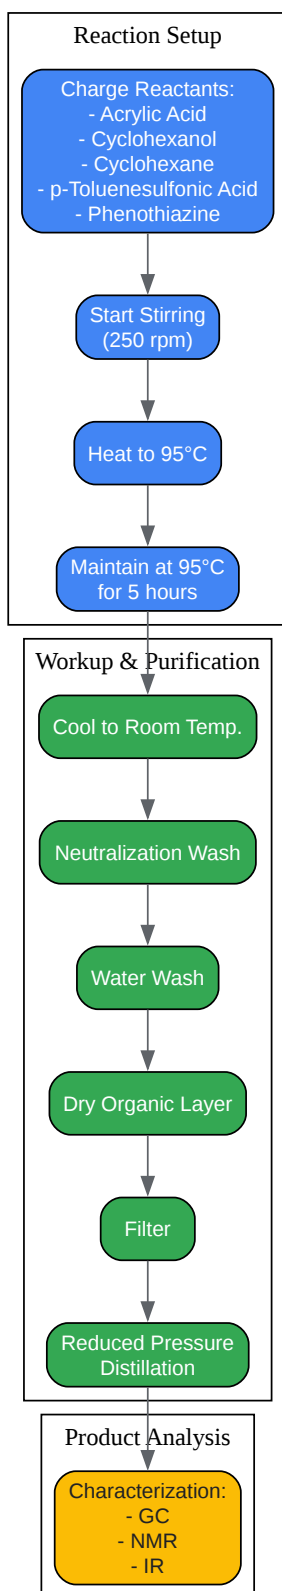 Reaction Setup
Charge Reactants:
- Acrylic Acid
- Cyclohexanol
- Cyclohexane
- p-Toluenesulfonic Acid
- Phenothiazine
Start Stirring
(250 rpm)
Heat to 95°C
Maintain at 95°C
for 5 hours
Workup & Purification
Cool to Room Temp.
Neutralization Wash
Water Wash
Dry Organic Layer
Filter
Reduced Pressure
Distillation
Product Analysis
Characterization:
- GC
- NMR
- IR